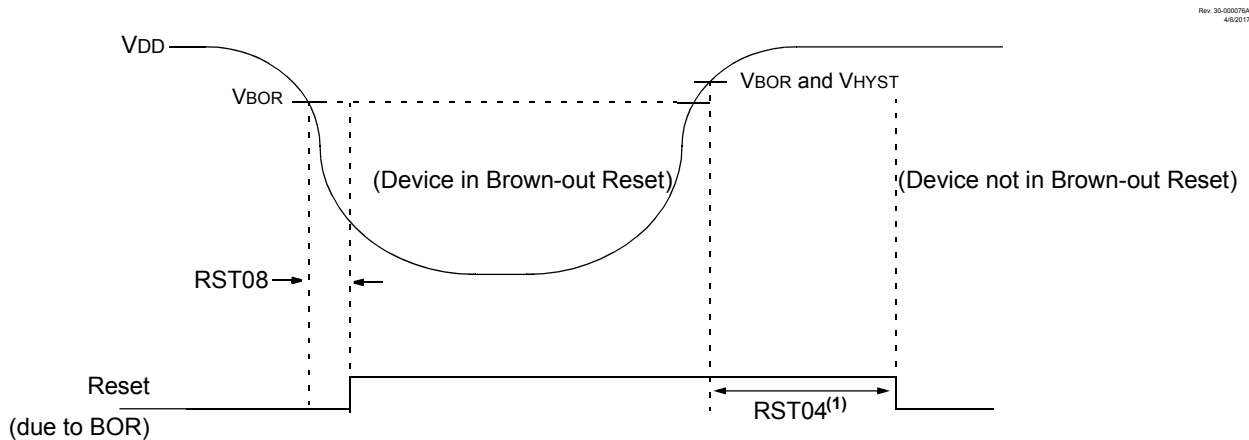 Rev. 30-000076A
4/6/2017
VDD
VBOR
VBOR and VHYST
(Device in Brown-out Reset)
(Device not in Brown-out Reset)
RST08
Reset
(due to BOR)
RST04(1)